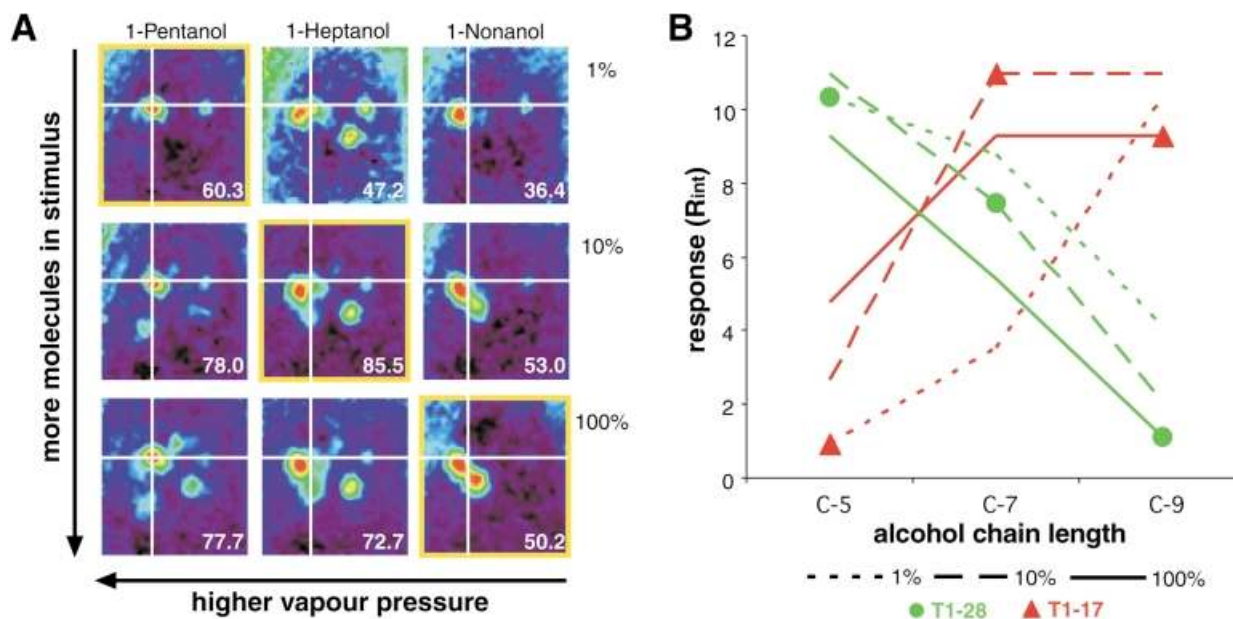 A
1-Pentanol 1-Heptanol 1-Nonanol
1%
60.3 47.2 36.4
10%
78.0 85.5 53.0
100%
77.7 72.7 50.2
more molecules in stimulus
higher vapour pressure
B
12
10
8
6
4
2
0
response (Rint)
C-5 C-7 C-9
alcohol chain length
1% 10% 100%
T1-28 T1-17